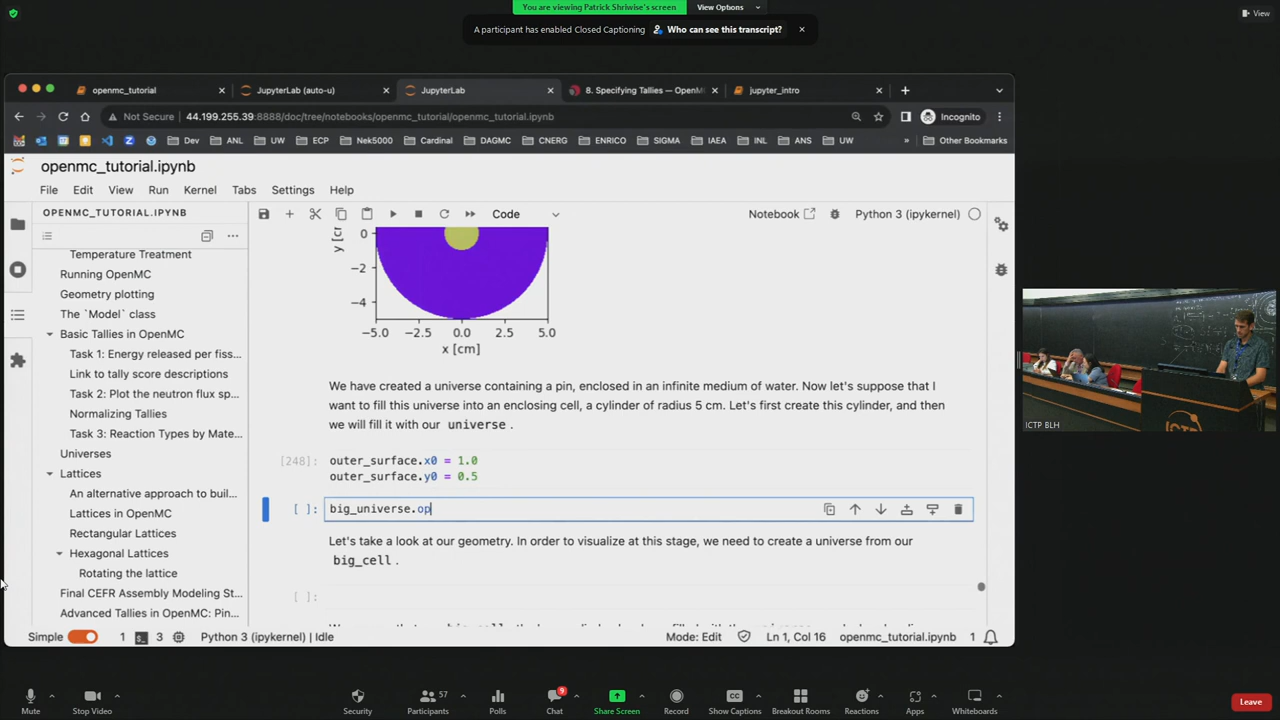 You are viewing Patrick Shriwise's screen
View Options
View
A participant has enabled Closed Captioning
Who can see this transcript?
openmc_tutorial
JupyterLab (auto-u)
JupyterLab
8. Specifying Tallies — OpenM
jupyter_intro
Not Secure 44.199.255.39:8888/doc/tree/notebooks/openmc_tutorial/openmc_tutorial.ipynb
Incognito
Dev
ANL
UW
ECP
Nek5000
Cardinal
DAGMC
CNERG
ENRICO
SIGMA
IAEA
INL
ANS
UW
»
Other Bookmarks
openmc_tutorial.ipynb
File Edit View Run Kernel Tabs Settings Help
OPENMC_TUTORIAL.IPYNB
Code
Notebook
Python 3 (ipykernel)
Temperature Treatment
Running OpenMC
Geometry plotting
The `Model` class
Basic Tallies in OpenMC
Task 1: Energy released per fiss...
Link to tally score descriptions
Task 2: Plot the neutron flux sp...
Normalizing Tallies
Task 3: Reaction Types by Mate...
Universes
Lattices
An alternative approach to buil...
Lattices in OpenMC
Rectangular Lattices
Hexagonal Lattices
Rotating the lattice
Final CEFR Assembly Modeling St...
Advanced Tallies in OpenMC: Pin...
y [cr
0
−2
−4
−5.0 −2.5 0.0 2.5 5.0
x [cm]
We have created a universe containing a pin, enclosed in an infinite medium of water. Now let's suppose that I
want to fill this universe into an enclosing cell, a cylinder of radius 5 cm. Let's first create this cylinder, and then
we will fill it with our universe .
[248]: outer_surface.x0 = 1.0
outer_surface.y0 = 0.5
[ ]: big_universe.op
Let's take a look at our geometry. In order to visualize at this stage, we need to create a universe from our
big_cell .
[ ]:
Simple 1 3 Python 3 (ipykernel) | Idle
Mode: Edit
Ln 1, Col 16
openmc_tutorial.ipynb
1
ICTP
ICTP BLH
Mute
Stop Video
Security
57
Participants
Polls
9
Chat
Share Screen
Record
Show Captions
Breakout Rooms
Reactions
Apps
Whiteboards
Leave